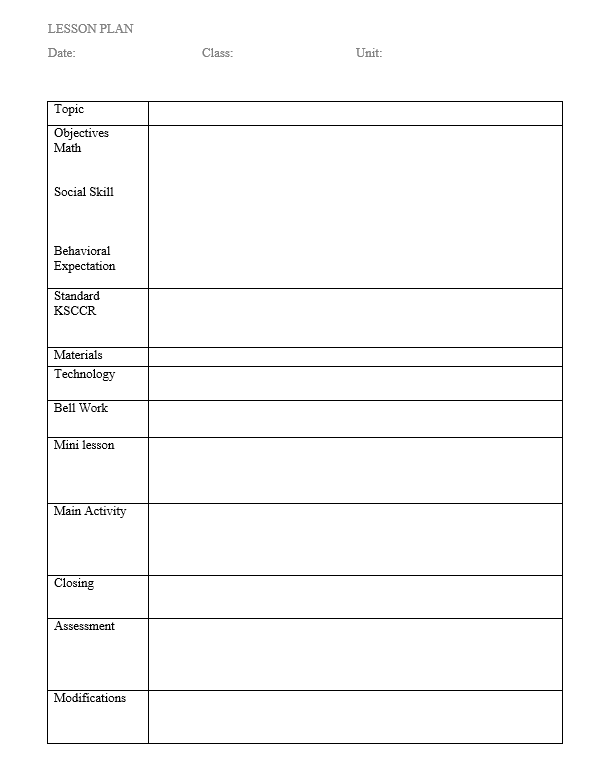 LESSON PLAN
Date: Class: Unit:
Topic
Objectives
Math
Social Skill
Behavioral
Expectation
Standard
KSCCR
Materials
Technology
Bell Work
Mini lesson
Main Activity
Closing
Assessment
Modifications